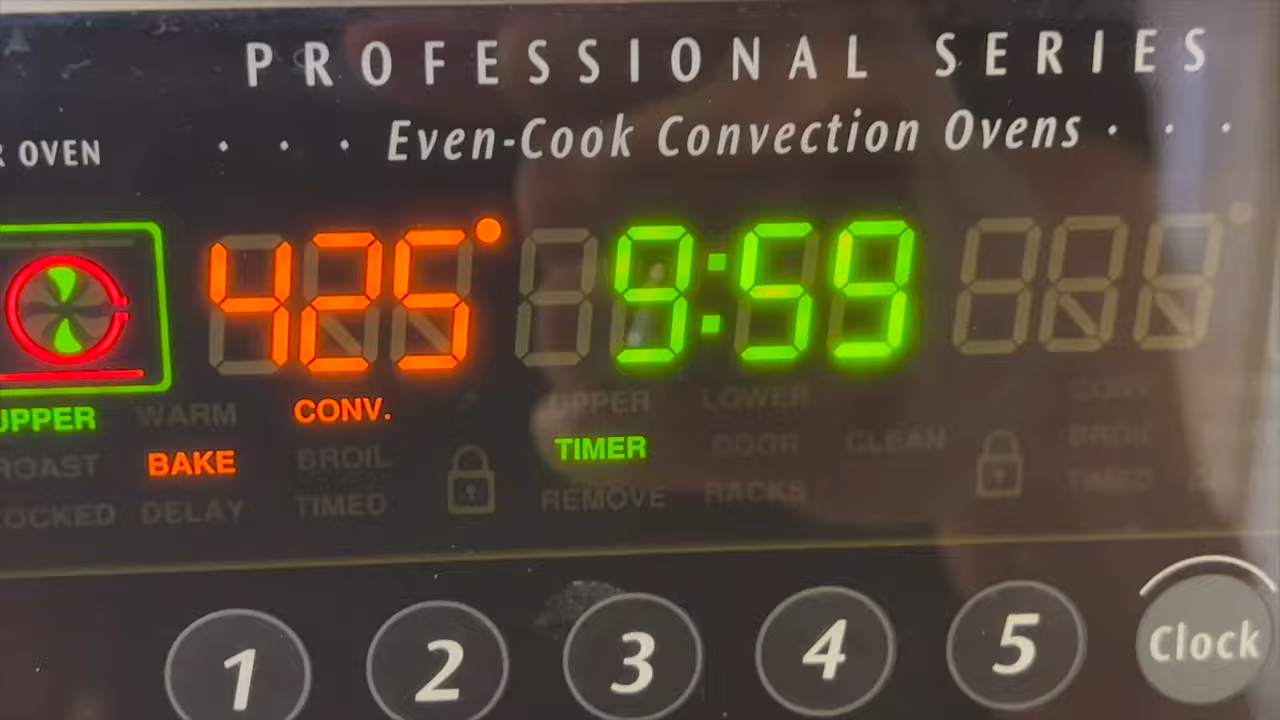 PROFESSIONAL SERIES
R OVEN
· · · Even-Cook Convection Ovens · · ·
425° 9:59
UPPER WARM CONV. UPPER LOWER CONV
ROAST BAKE BROIL TIMER DOOR CLEAN BROIL
LOCKED DELAY TIMED REMOVE RACKS TIMED
1 2 3 4 5 Clock